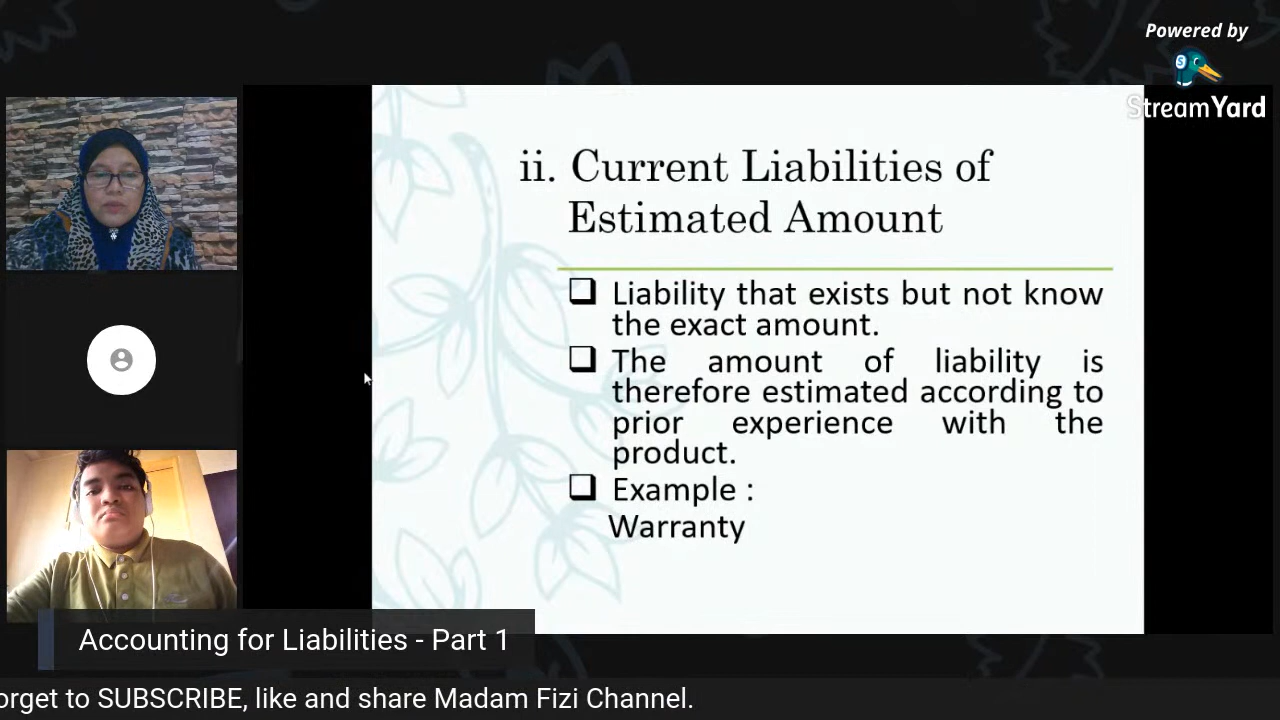 Powered by
StreamYard
ii. Current Liabilities of
Estimated Amount
❑ Liability that exists but not know
the exact amount.
❑ The amount of liability is
therefore estimated according to
prior experience with the
product.
❑ Example :
Warranty
Accounting for Liabilities - Part 1
orget to SUBSCRIBE, like and share Madam Fizi Channel.